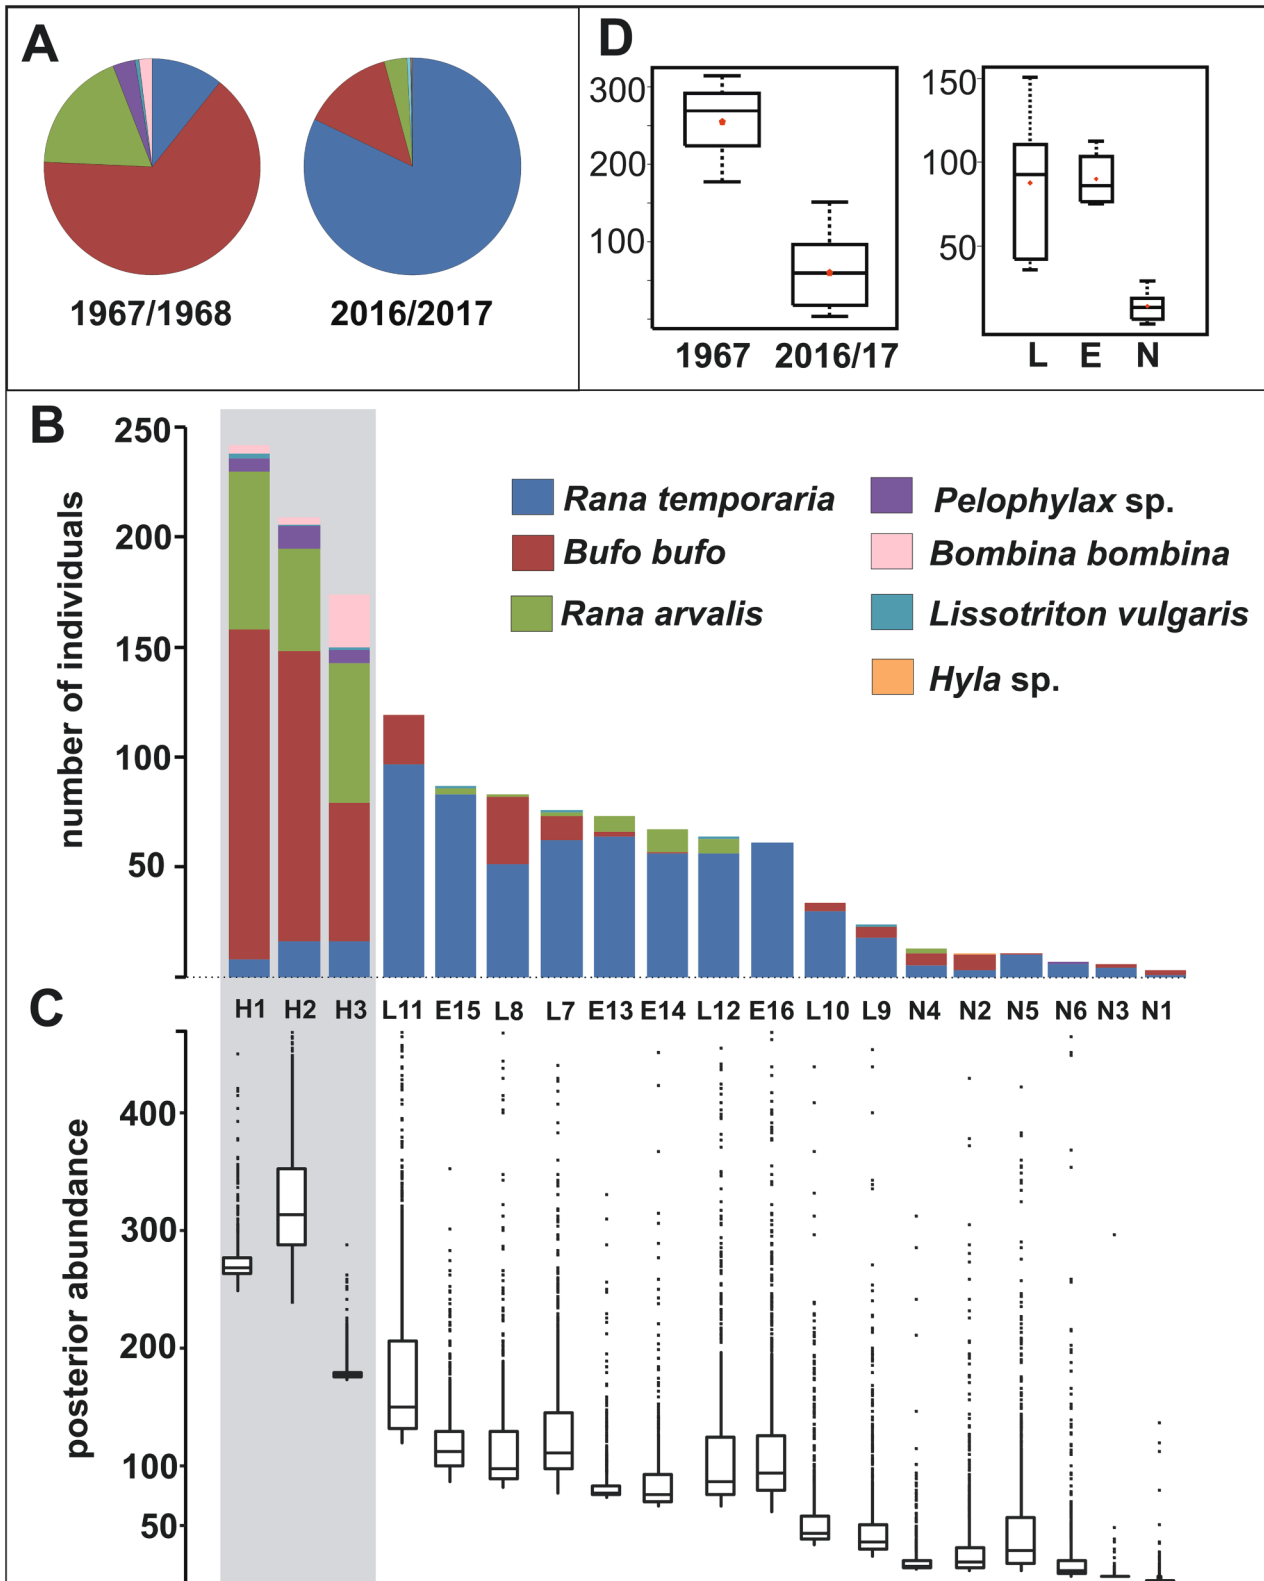 A
1967/1968
2016/2017
D
300
200
100
1967
2016/17
150
100
50
L E N
B
number of individuals
250
200
150
100
50
Rana temporaria
Bufo bufo
Rana arvalis
Pelophylax sp.
Bombina bombina
Lissotriton vulgaris
Hyla sp.
H1 H2 H3 L11 E15 L8 L7 E13 E14 L12 E16 L10 L9 N4 N2 N5 N6 N3 N1
C
posterior abundance
400
300
200
100
50